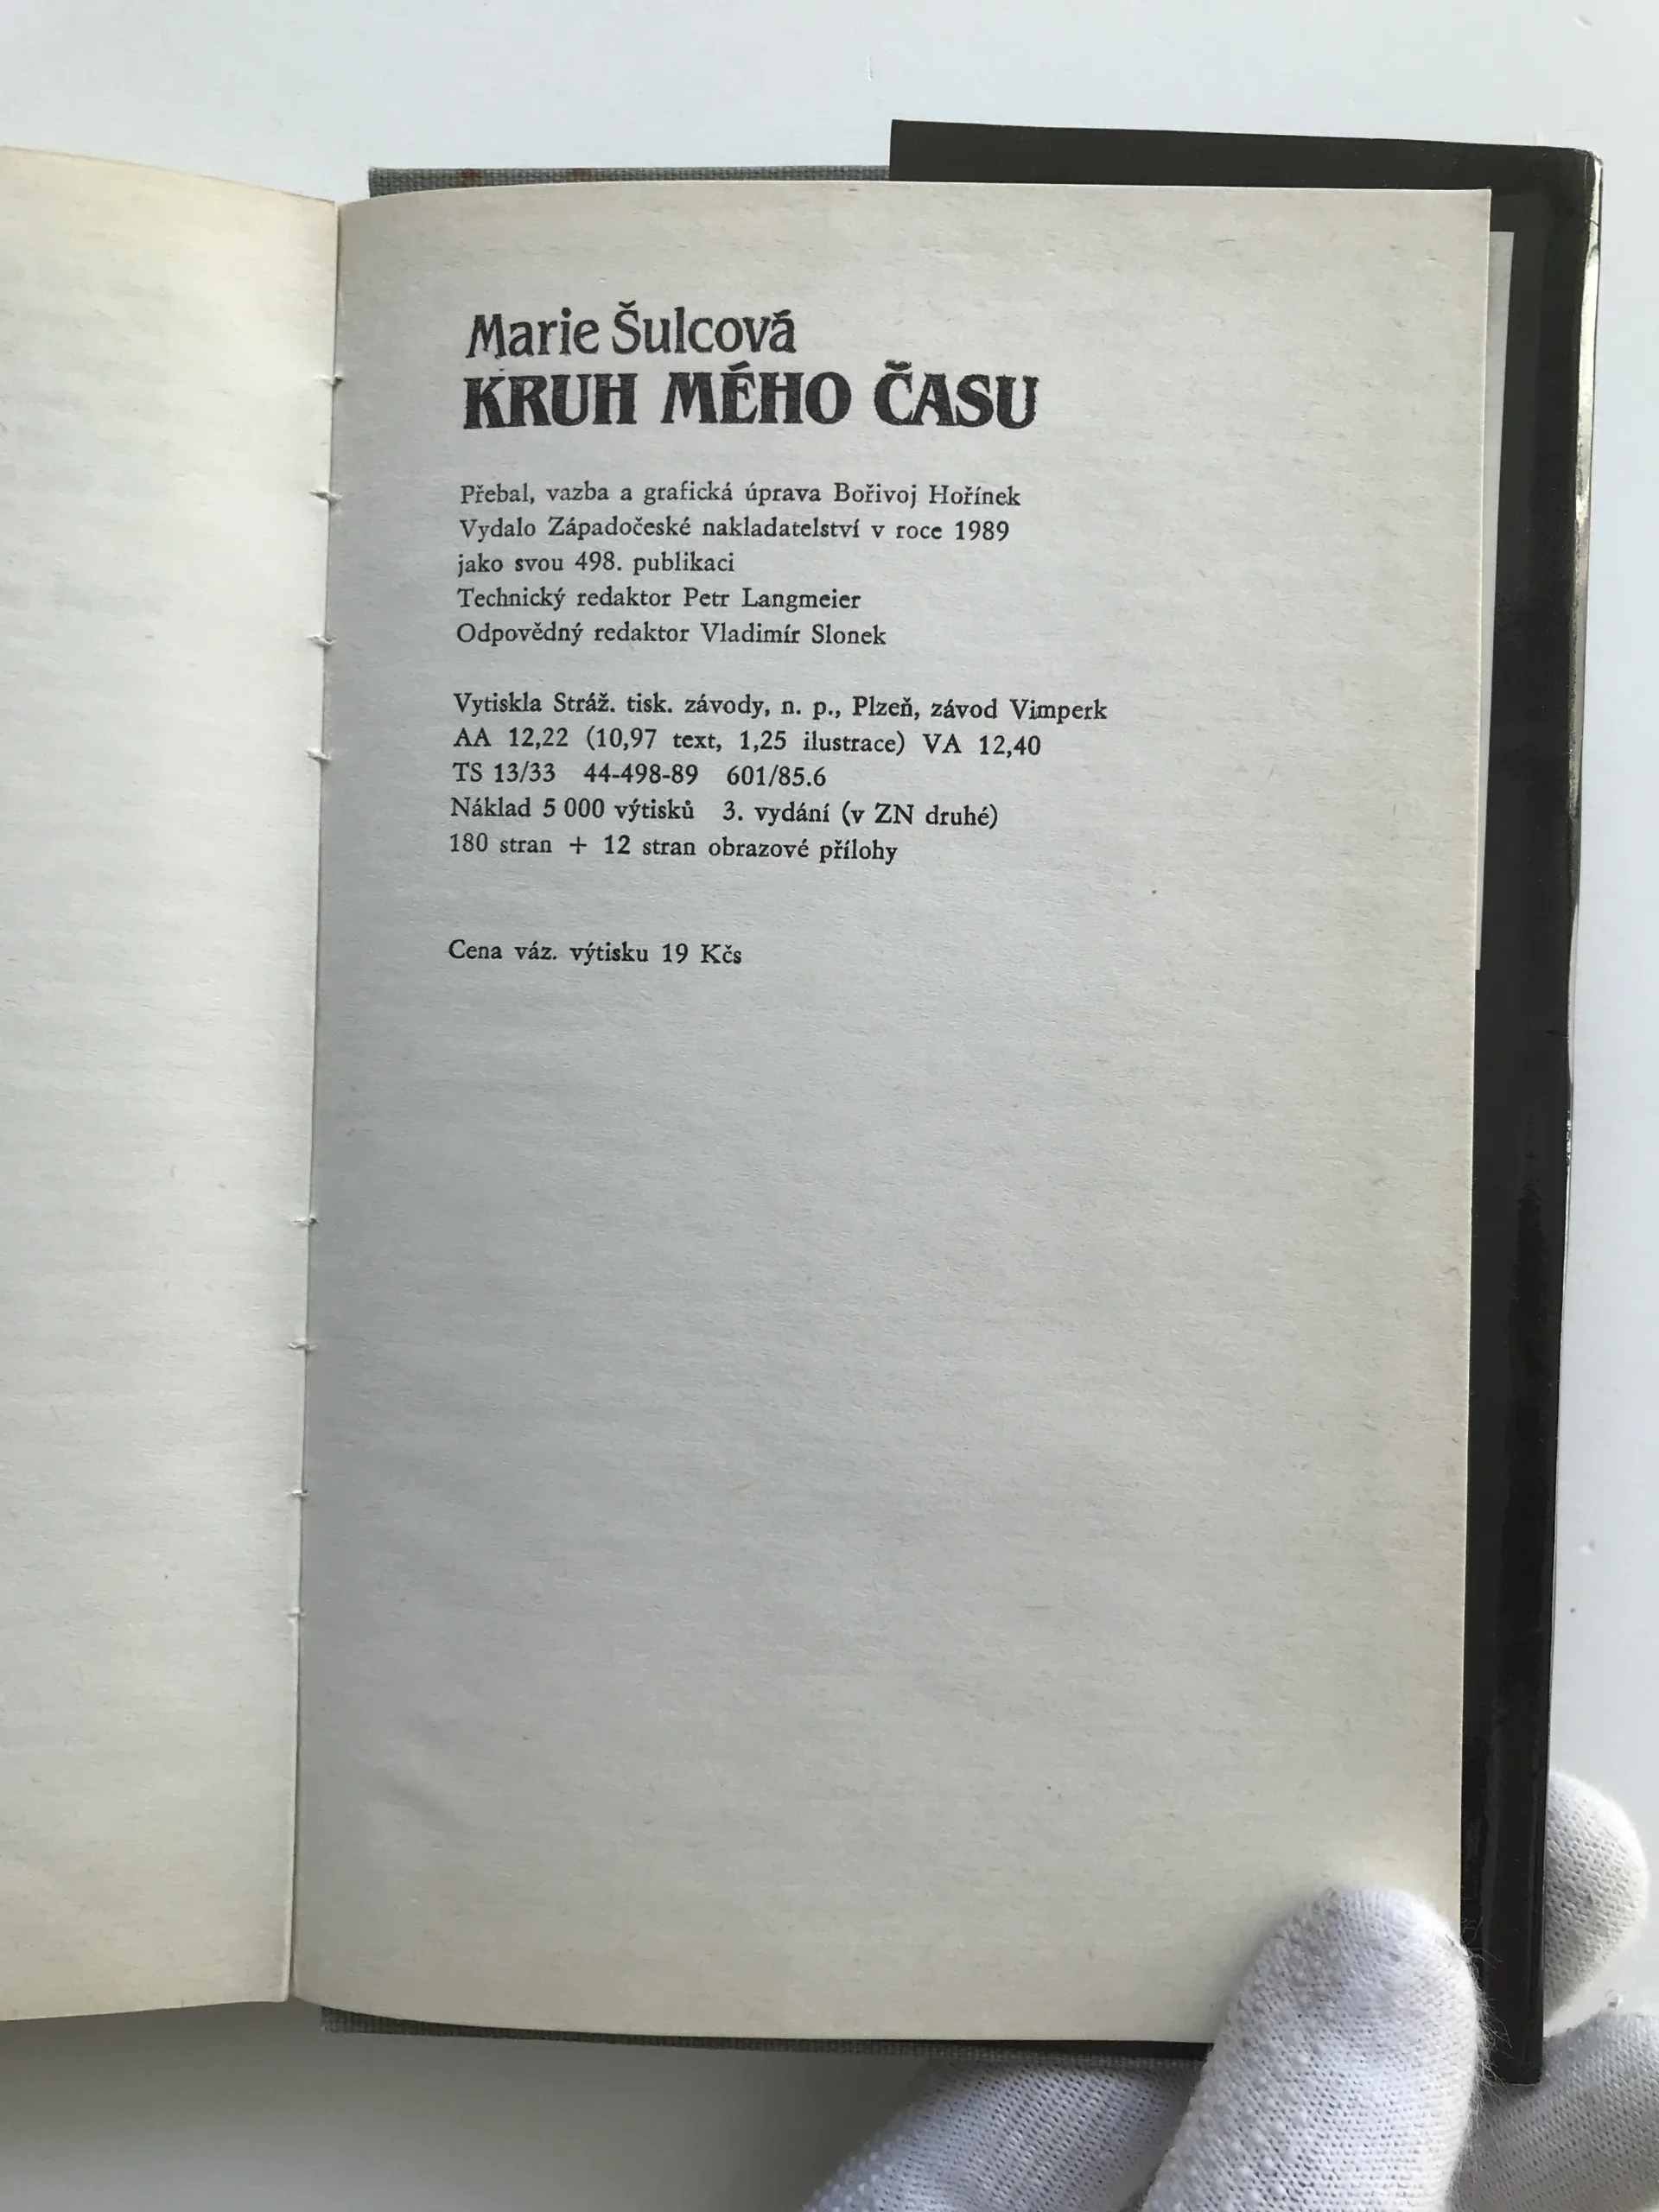 Marie Šulcová
KRUH MÉHO ČASU
Přebal, vazba a grafická úprava Bořivoj Hořínek
Vydalo Západočeské nakladatelství v roce 1989
jako svou 498. publikaci
Technický redaktor Petr Langmeier
Odpovědný redaktor Vladimír Slonek
Vytiskla Stráž. tisk. závody, n. p., Plzeň, závod Vimperk
AA 12,22 (10,97 text, 1,25 ilustrace) VA 12,40
TS 13/33 44-498-89 601/85.6
Náklad 5 000 výtisků 3. vydání (v ZN druhé)
180 stran + 12 stran obrazové přílohy
Cena váz. výtisku 19 Kčs